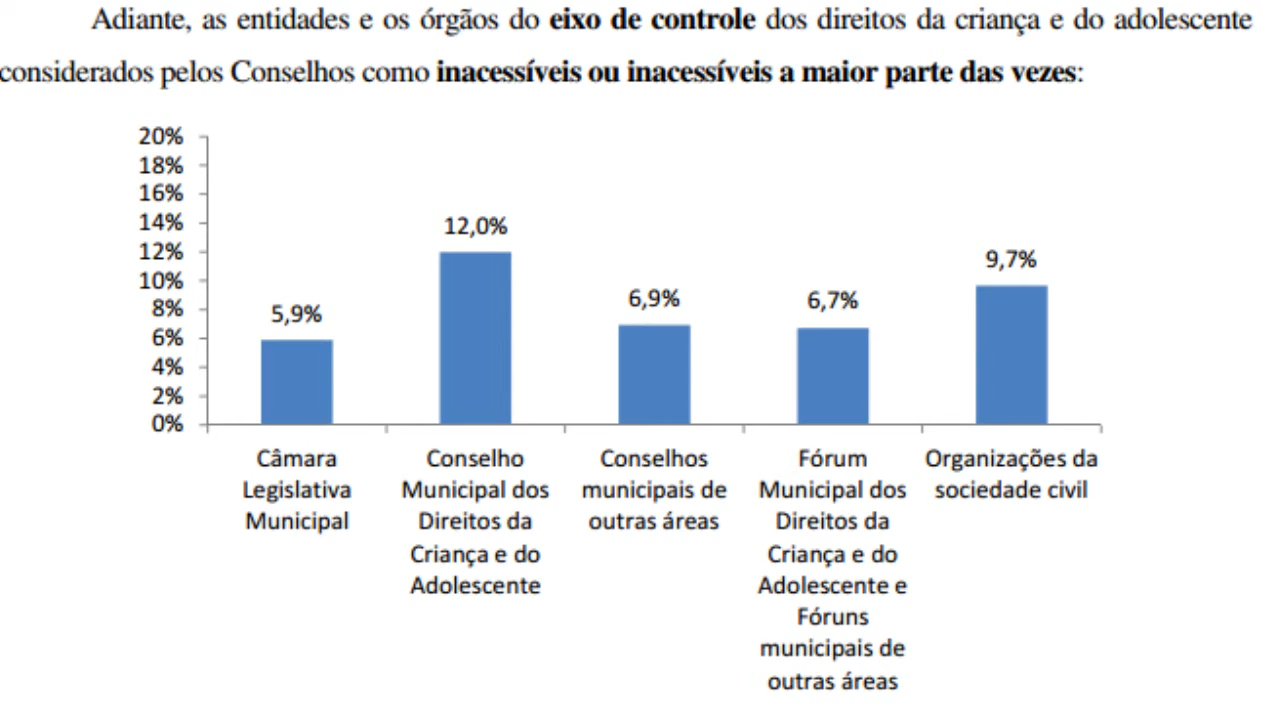 Adiante, as entidades e os órgãos do eixo de controle dos direitos da criança e do adolescente
considerados pelos Conselhos como inacessíveis ou inacessíveis a maior parte das vezes:
20%
18%
16%
14%
12%
10%
8%
6%
4%
2%
0%
5,9%
12,0%
6,9%
6,7%
9,7%
Câmara
Legislativa
Municipal
Conselho
Municipal dos
Direitos da
Criança e do
Adolescente
Conselhos
municipais de
outras áreas
Fórum
Municipal dos
Direitos da
Criança e do
Adolescente e
Fóruns
municipais de
outras áreas
Organizações da
sociedade civil